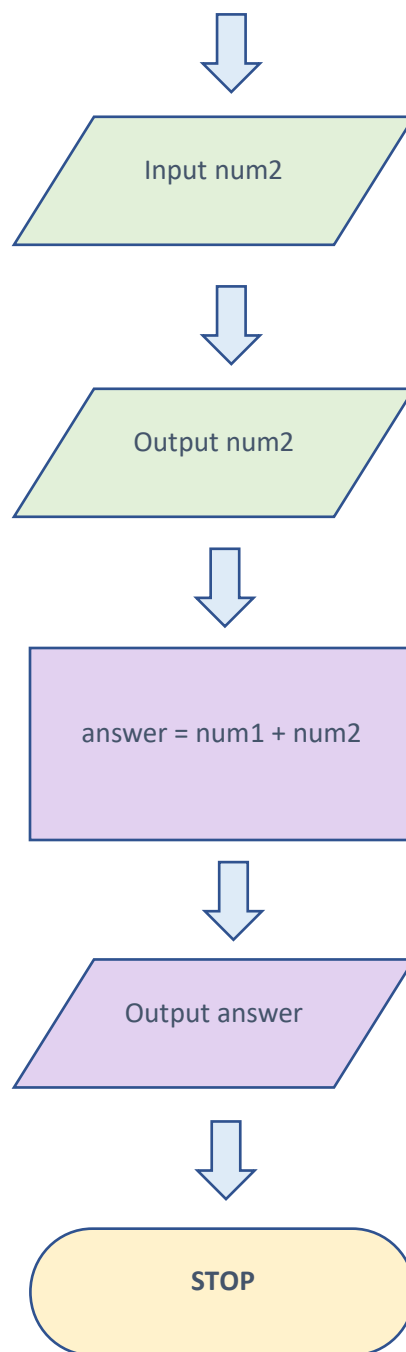 Input num2
Output num2
answer = num1 + num2
Output answer
STOP